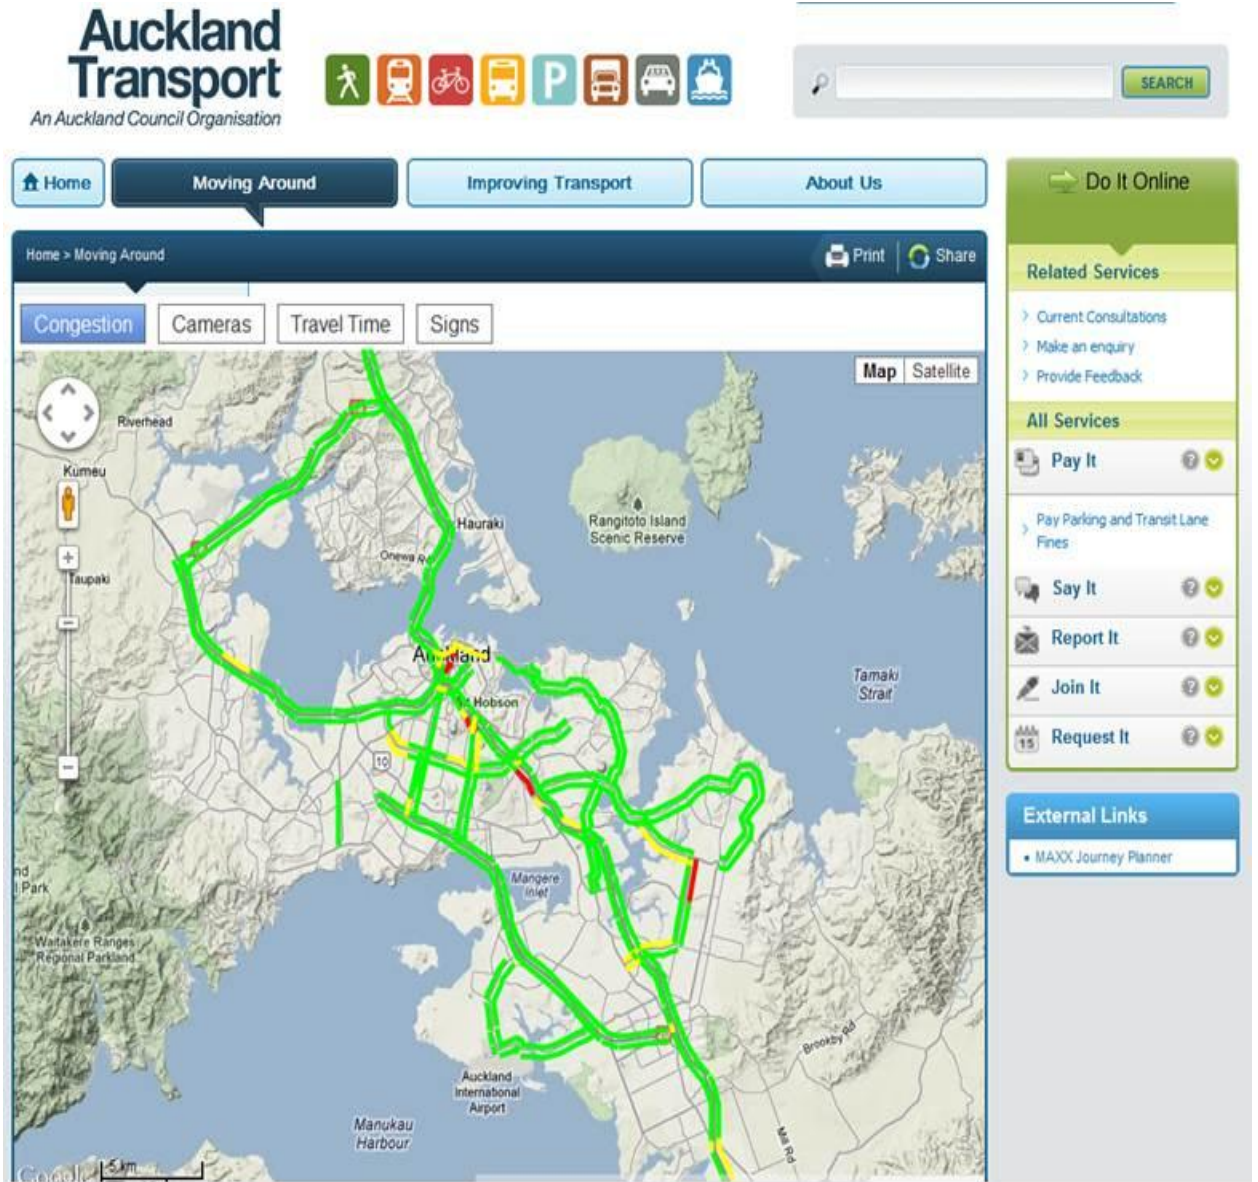 Auckland
Transport
An Auckland Council Organisation
P
SEARCH
Home
Moving Around
Improving Transport
About Us
Do It Online
Home > Moving Around
Print
Share
Related Services
Congestion
Cameras
Travel Time
Signs
Current Consultations
Make an enquiry
Provide Feedback
Map
Satellite
All Services
Riverhead
Kumeu
Pay It
Hauraki
Rangitoto Island
Scenic Reserve
Pay Parking and Transit Lane
Fines
Taupaki
Say It
Report It
Auckland
Tamaki
Strait
Join It
Hobson
15
Request It
10
External Links
MAXX Journey Planner
Mangere
Inlet
Waitakere Ranges
Regional Parkland
Brookby Rd
Auckland
International
Airport
Manukau
Harbour
Mill Rd
5 km
Google